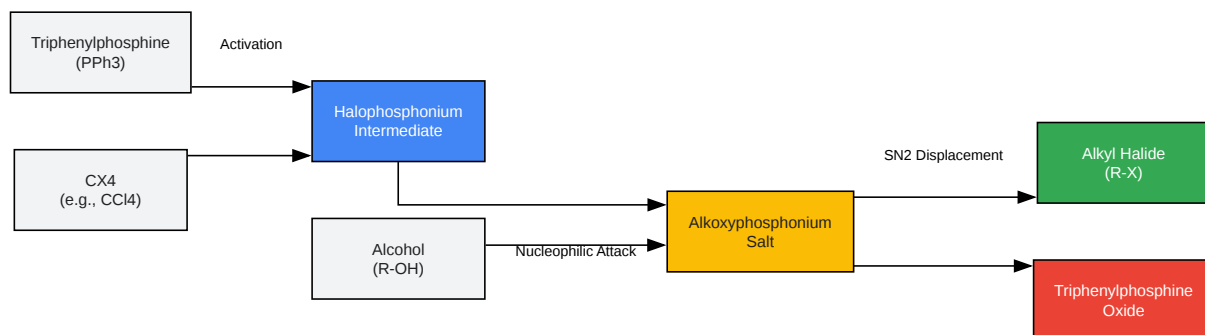 Triphenylphosphine
(PPh3)
Activation
Halophosphonium
Intermediate
CX4
(e.g., CCl4)
Alcohol
(R-OH)
Nucleophilic Attack
Alkoxyphosphonium
Salt
SN2 Displacement
Alkyl Halide
(R-X)
Triphenylphosphine
Oxide